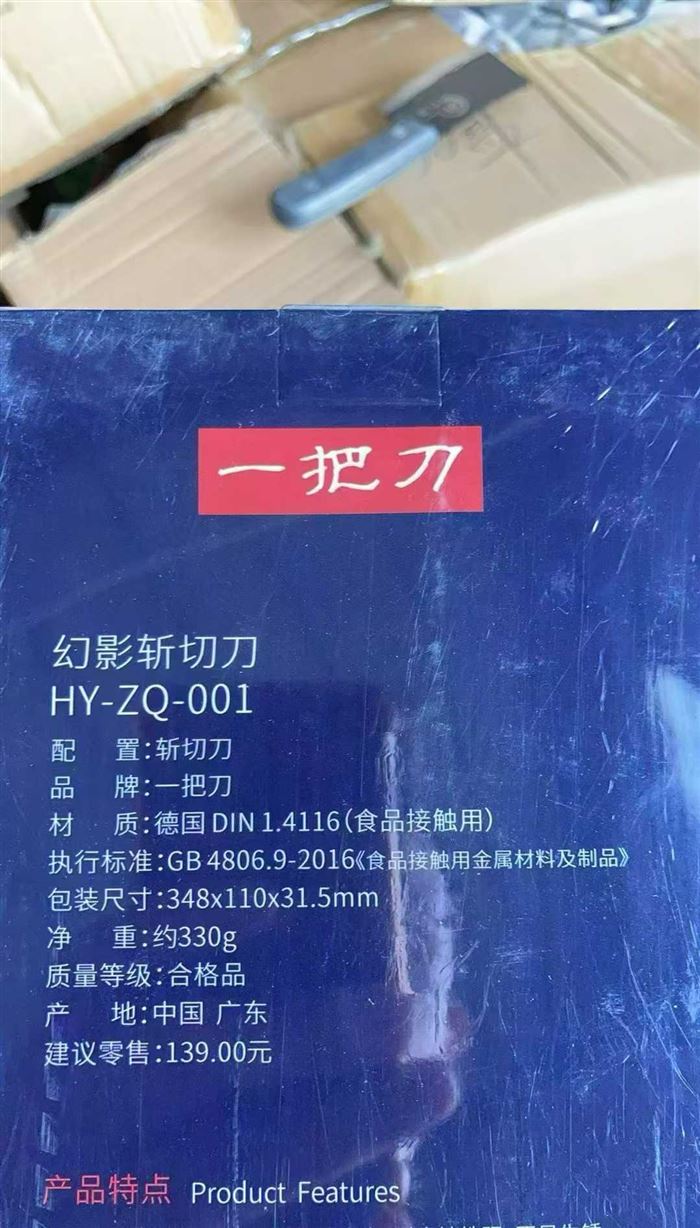 一把刀
幻影斩切刀
HY-ZQ-001
配 置:斩切刀
品 牌:一把刀
材 质:德国 DIN 1.4116(食品接触用)
执行标准:GB 4806.9-2016《食品接触用金属材料及制品》
包装尺寸:348x110x31.5mm
净 重:约330g
质量等级:合格品
产 地:中国 广东
建议零售:139.00元
产品特点 Product Features